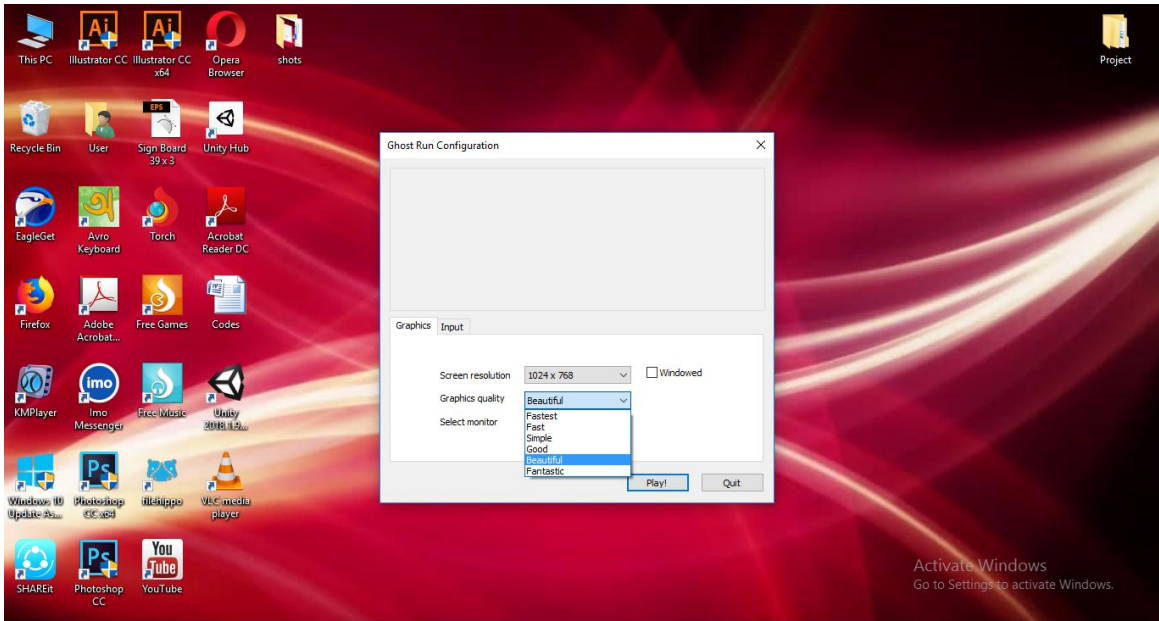 Ai
Ai
This PC
Illustrator CC
Illustrator CC
x64
Opera
Browser
shots
Project
EPS
Recycle Bin
User
Sign Board
39 x 3
Unity Hub
অ
EagleGet
Avro
Keyboard
Torch
Acrobat
Reader DC
Firefox
Adobe
Acrobat...
Free Games
Codes
imo
KMPlayer
Imo
Messenger
Free Music
Unity
2018.1.9...
Ps
Windows 10
Update As...
Photoshop
CC x64
filehippo
VLC media
player
Ps
You
Tube
SHAREit
Photoshop
CC
YouTube
Ghost Run Configuration
Graphics
Input
Screen resolution
1024 x 768
Windowed
Graphics quality
Beautiful
Select monitor
Fastest
Fast
Simple
Good
Beautiful
Fantastic
Play!
Quit
Activate Windows
Go to Settings to activate Windows.